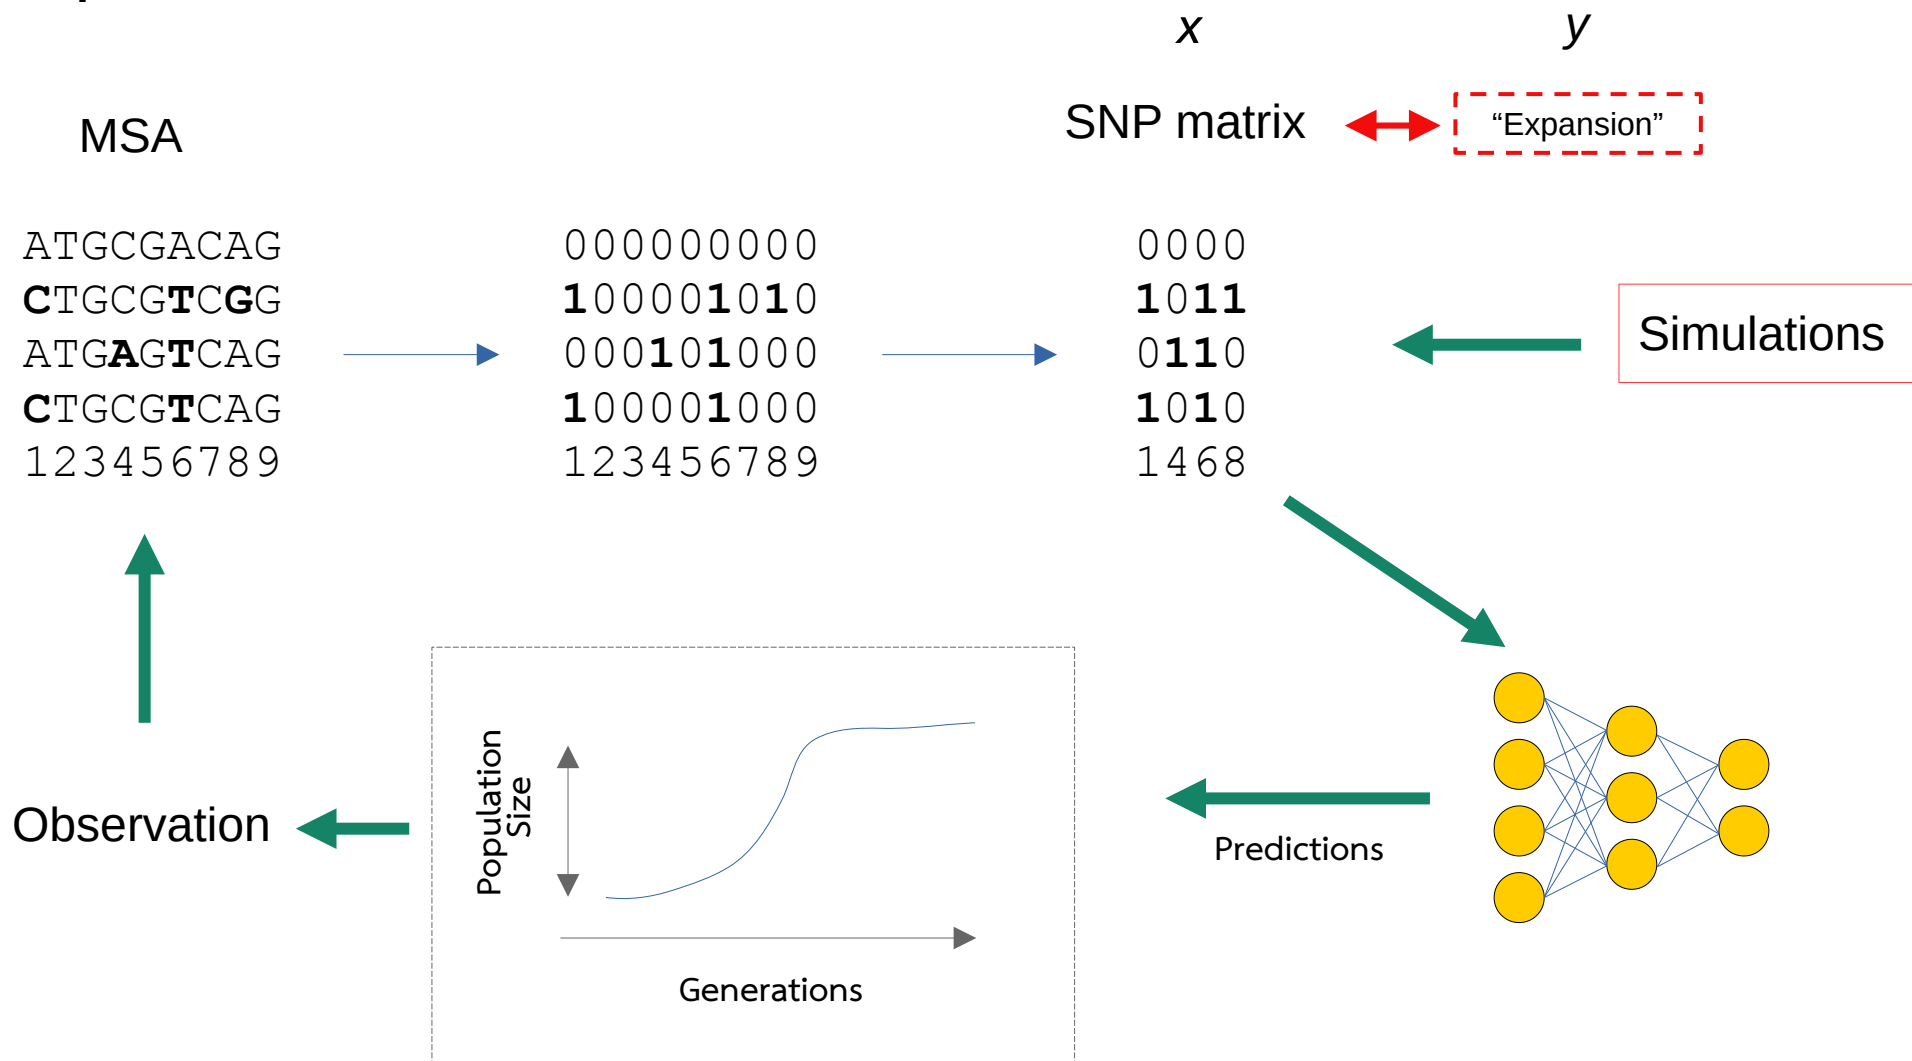 x
y
MSA
SNP matrix
“Expansion”
ATGCGACAG
CTGCGTCGG
ATGAGTCAG
CTGCGTCAG
123456789
000000000
100001010
000101000
100001000
123456789
0000
1011
0110
1010
1468
Simulations
Observation
Population
Size
Generations
Predictions